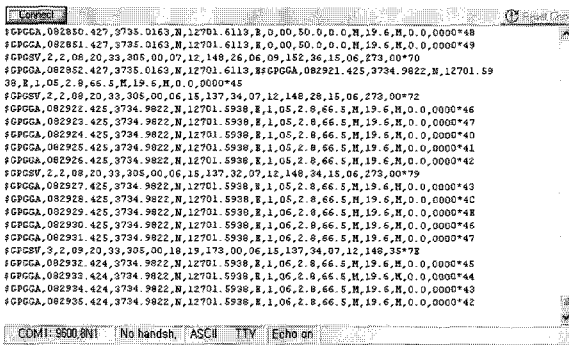 Connect
Reset Con
$GPGGA,082850.427,3735.0163,N,12701.6113,E,0,00,50.0,0.0,M,19.6,M,0.0,0000*48
$GPGGA,082851.427,3735.0163,N,12701.6113,E,0,00,50.0,0.0,M,19.6,M,0.0,0000*49
$GPGSV,2,2,08,20,33,305,00,07,12,148,26,06,09,152,36,15,06,273,00*70
$GPGGA,082852.427,3735.0163,N,12701.6113,E$GPGGA,082921.425,3734.9822,N,12701.59
38,E,1,05,2.8,66.5,M,19.6,M,0.0,0000*45
$GPGSV,2,2,08,20,33,305,00,06,15,137,34,07,12,148,28,15,06,273,00*72
$GPGGA,082922.425,3734.9822,N,12701.5938,E,1,05,2.8,66.5,M,19.6,M,0.0,0000*46
$GPGGA,082923.425,3734.9822,N,12701.5938,E,1,05,2.8,66.5,M,19.6,M,0.0,0000*47
$GPGGA,082924.425,3734.9822,N,12701.5938,E,1,05,2.8,66.5,M,19.6,M,0.0,0000*40
$GPGGA,082925.425,3734.9822,N,12701.5938,E,1,05,2.8,66.5,M,19.6,M,0.0,0000*41
$GPGGA,082926.425,3734.9822,N,12701.5938,E,1,05,2.8,66.5,M,19.6,M,0.0,0000*42
$GPGSV,2,2,08,20,33,305,00,06,15,137,32,07,12,148,34,15,06,273,00*79
$GPGGA,082927.425,3734.9822,N,12701.5938,E,1,05,2.8,66.5,M,19.6,M,0.0,0000*43
$GPGGA,082928.425,3734.9822,N,12701.5938,E,1,05,2.8,66.5,M,19.6,M,0.0,0000*4C
$GPGGA,082929.425,3734.9822,N,12701.5938,E,1,06,2.8,66.5,M,19.6,M,0.0,0000*4E
$GPGGA,082930.425,3734.9822,N,12701.5938,E,1,06,2.8,66.5,M,19.6,M,0.0,0000*46
$GPGGA,082931.425,3734.9822,N,12701.5938,E,1,06,2.8,66.5,M,19.6,M,0.0,0000*47
$GPGSV,3,2,09,20,33,305,00,18,19,173,00,06,15,137,34,07,12,148,35*7E
$GPGGA,082932.424,3734.9822,N,12701.5938,E,1,06,2.8,66.5,M,19.6,M,0.0,0000*45
$GPGGA,082933.424,3734.9822,N,12701.5938,E,1,06,2.8,66.5,M,19.6,M,0.0,0000*44
$GPGGA,082934.424,3734.9822,N,12701.5938,E,1,06,2.8,66.5,M,19.6,M,0.0,0000*43
$GPGGA,082935.424,3734.9822,N,12701.5938,E,1,06,2.8,66.5,M,19.6,M,0.0,0000*42
COM1: 9600,8N1 No handsh. ASCII TTY Echo on